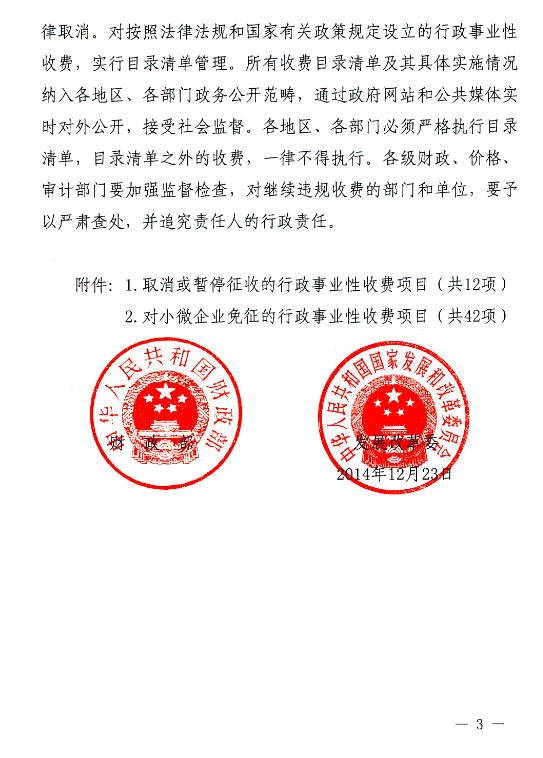 律取消。对按照法律法规和国家有关政策规定设立的行政事业性
收费，实行目录清单管理。所有收费目录清单及其具体实施情况
纳入各地区、各部门政务公开范畴，通过政府网站和公共媒体实
时对外公开，接受社会监督。各地区、各部门必须严格执行目录
清单，目录清单之外的收费，一律不得执行。各级财政、价格、
审计部门要加强监督检查，对继续违规收费的部门和单位，要予
以严肃查处，并追究责任人的行政责任。
附件：1.取消或暂停征收的行政事业性收费项目（共12项）
2.对小微企业免征的行政事业性收费项目（共42项）
中华人民共和国财政部
财 政 部
中华人民共和国国家发展和改革委员会
发展改革委
2014年12月23日
— 3 —